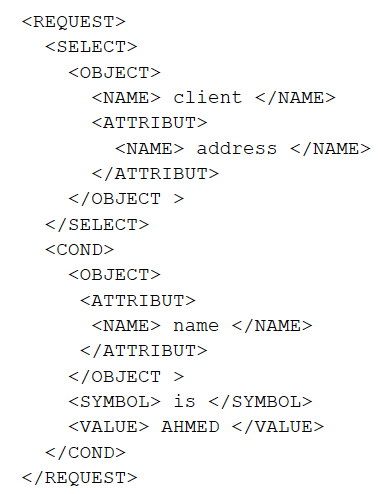 <REQUEST>
<SELECT>
<OBJECT>
<NAME> client </NAME>
<ATTRIBUT>
<NAME> address </NAME>
</ATTRIBUT>
</OBJECT >
</SELECT>
<COND>
<OBJECT>
<ATTRIBUT>
<NAME> name </NAME>
</ATTRIBUT>
</OBJECT >
<SYMBOL> is </SYMBOL>
<VALUE> AHMED </VALUE>
</COND>
</REQUEST>